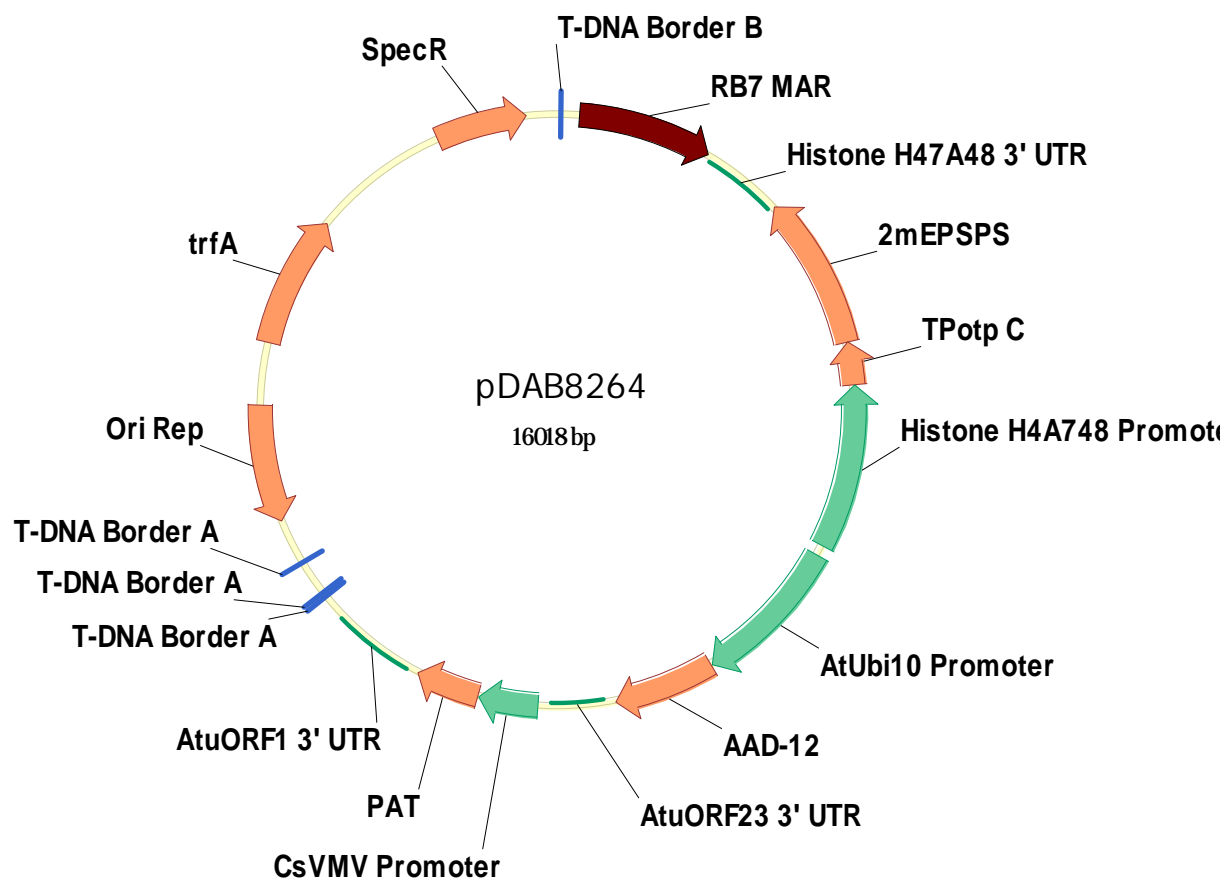 T-DNA Border B
SpecR
RB7 MAR
Histone H47A48 3' UTR
2mEPSPS
trfA
TPotp C
pDAB8264
16018 bp
Ori Rep
Histone H4A748 Promote
T-DNA Border A
T-DNA Border A
T-DNA Border A
AtUbi10 Promoter
AtuORF1 3' UTR
AAD-12
PAT
AtuORF23 3' UTR
CsVMV Promoter